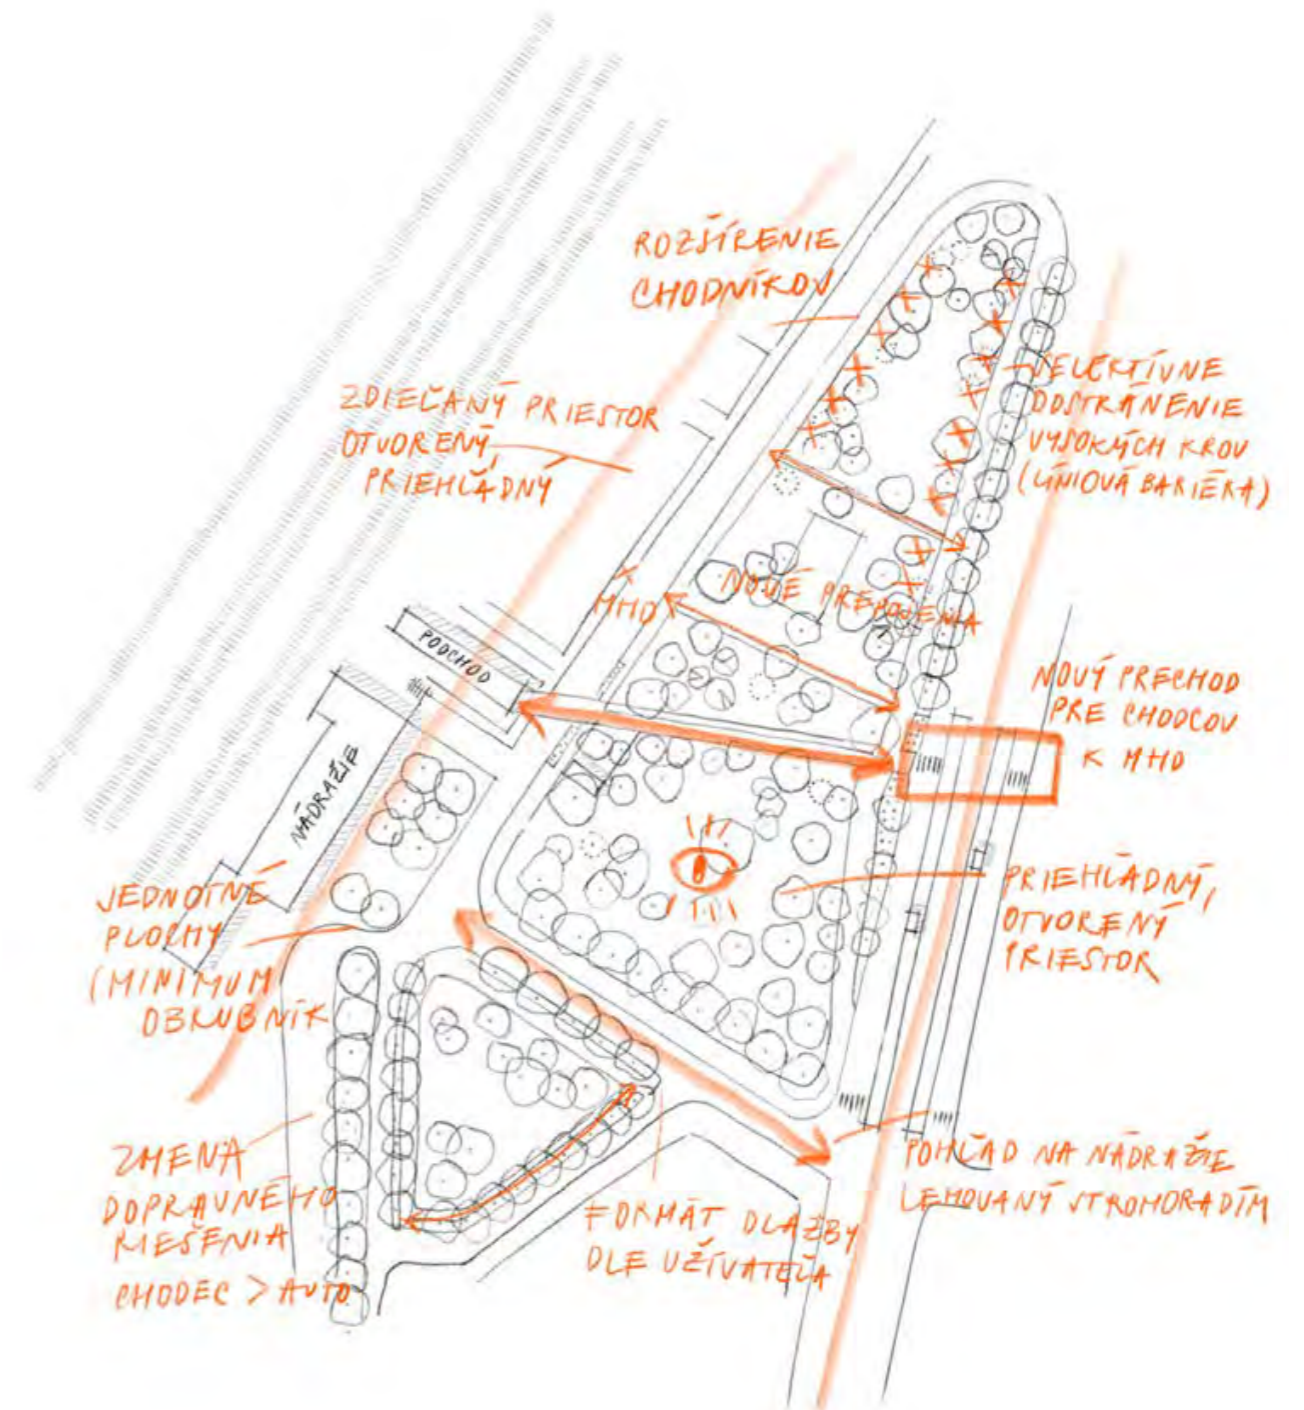 ROZŠÍRENIE
CHODNÍKOV
ZDIEĽANÝ PRIESTOR
OTVORENÝ,
PRIEHĽADNÝ
SELEKTÍVNE
ODSTRÁNENIE
VYSOKÝCH KROV
(LÍNIOVÁ BARIÉRA)
MHD
NOVÉ PREPOJENIA
PODCHOD
NÁDRAŽIE
NOVÝ PRECHOD
PRE CHODCOV
K MHD
PRIEHĽADNÝ,
OTVORENÝ
PRIESTOR
JEDNOTNÉ
PLOCHY
(MINIMUM
OBRUBNÍK
ZMENA
DOPRAVNÉHO
RIEŠENIA
CHODEC > AUTO
FORMÁT DLAŽBY
DLE UŽÍVATEĽA
POHĽAD NA NÁDRAŽIE
LEMOVANÝ STROMORADÍM